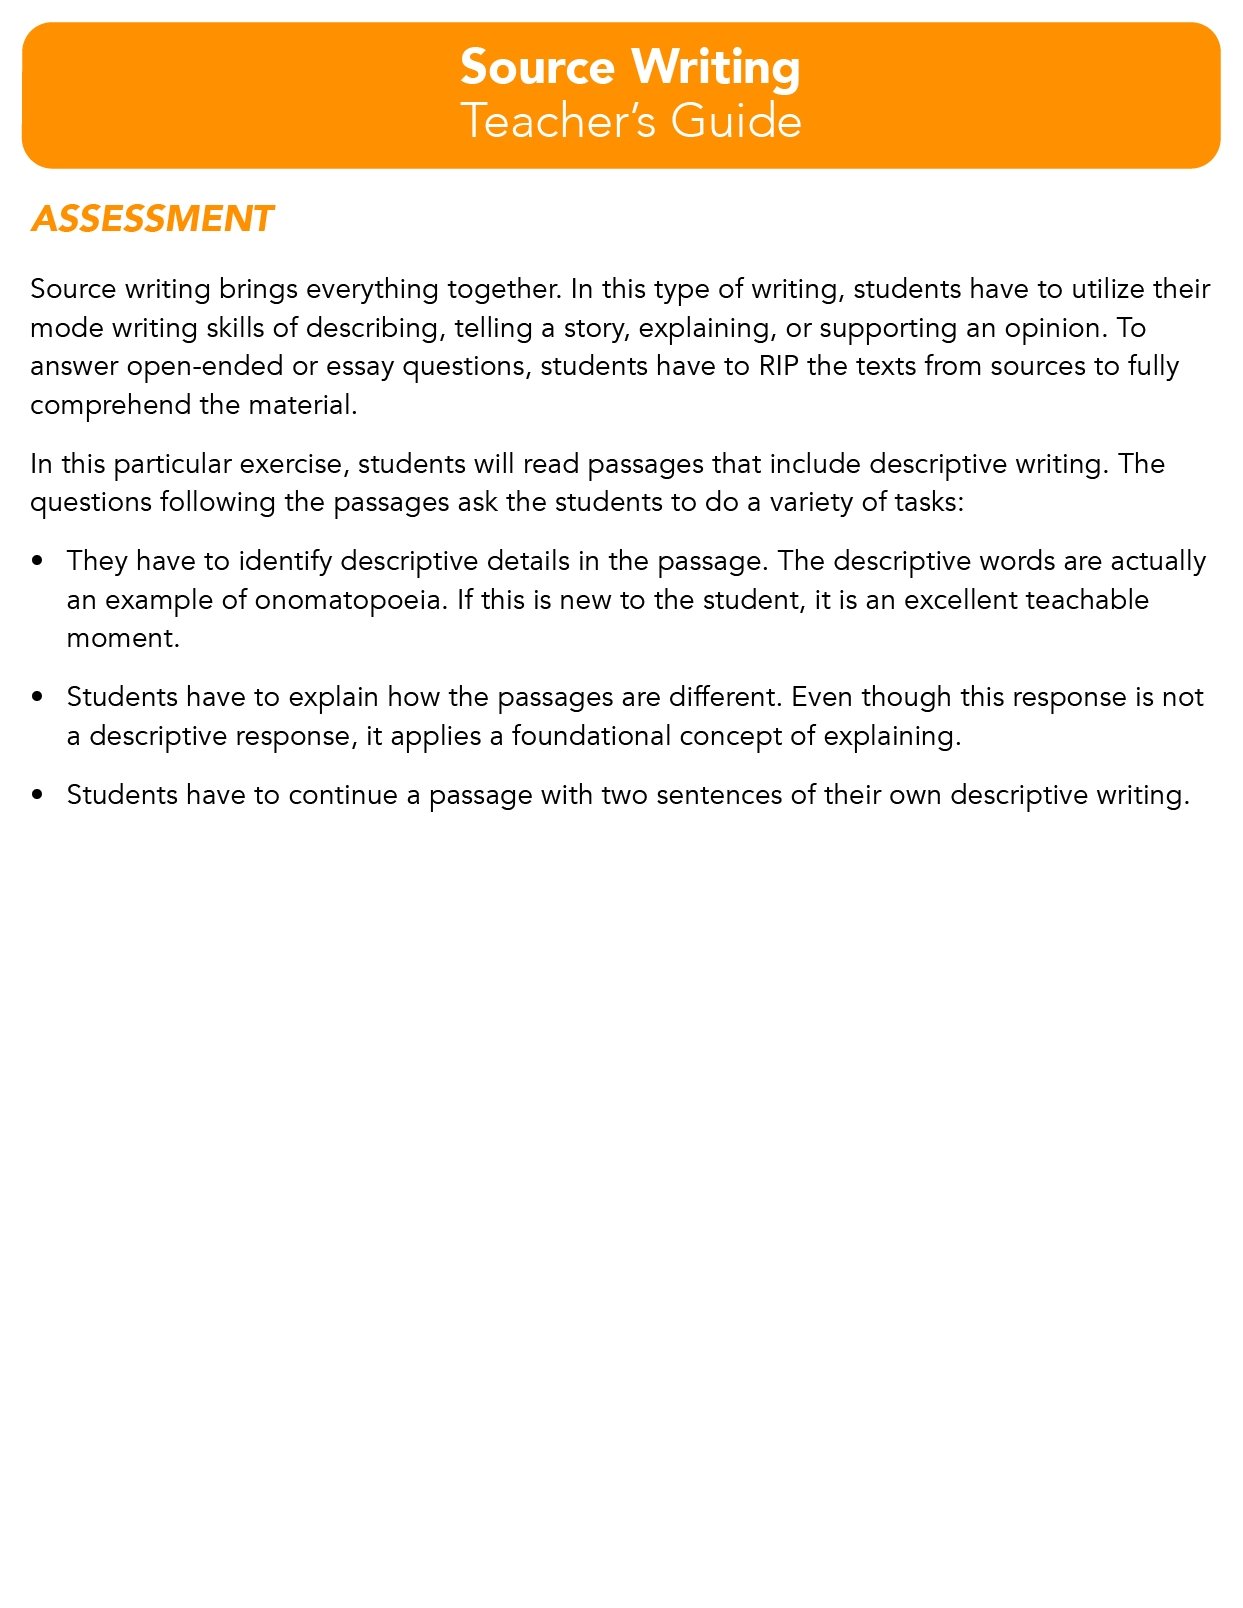 Source Writing
Teacher’s Guide
ASSESSMENT
Source writing brings everything together. In this type of writing, students have to utilize their
mode writing skills of describing, telling a story, explaining, or supporting an opinion. To
answer open-ended or essay questions, students have to RIP the texts from sources to fully
comprehend the material.
In this particular exercise, students will read passages that include descriptive writing. The
questions following the passages ask the students to do a variety of tasks:
• They have to identify descriptive details in the passage. The descriptive words are actually
an example of onomatopoeia. If this is new to the student, it is an excellent teachable
moment.
• Students have to explain how the passages are different. Even though this response is not
a descriptive response, it applies a foundational concept of explaining.
• Students have to continue a passage with two sentences of their own descriptive writing.